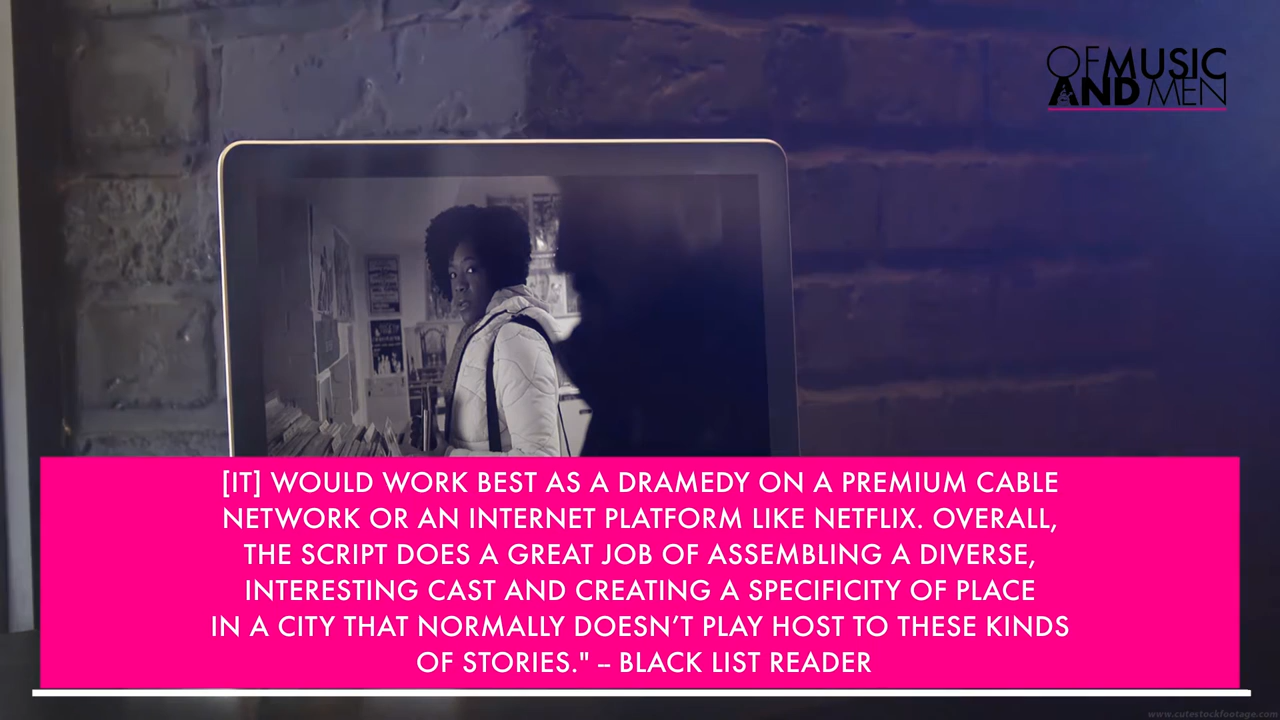 OF MUSIC
AND MEN
[IT] WOULD WORK BEST AS A DRAMEDY ON A PREMIUM CABLE
NETWORK OR AN INTERNET PLATFORM LIKE NETFLIX. OVERALL,
THE SCRIPT DOES A GREAT JOB OF ASSEMBLING A DIVERSE,
INTERESTING CAST AND CREATING A SPECIFICITY OF PLACE
IN A CITY THAT NORMALLY DOESN’T PLAY HOST TO THESE KINDS
OF STORIES." – BLACK LIST READER
www.cutestockfootage.com